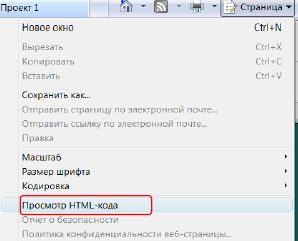 Проект 1
Страница
Новое окно Ctrl+N
Вырезать Ctrl+X
Копировать Ctrl+C
Вставить Ctrl+V
Сохранить как...
Отправить страницу по электронной почте...
Отправить ссылку по электронной почте...
Правка
Масштаб
Размер шрифта
Кодировка
Просмотр HTML-кода
Отчет о безопасности
Политика конфиденциальности веб-страницы...